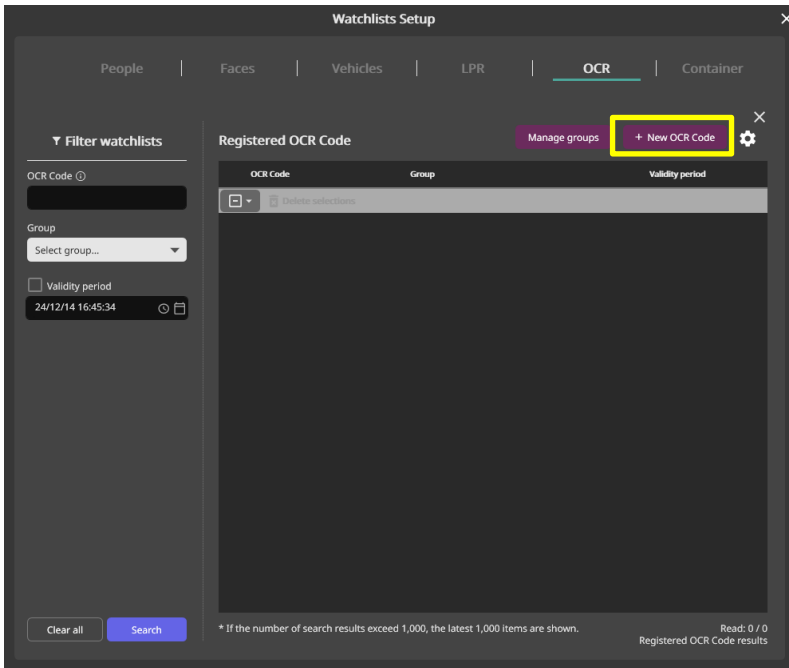 Watchlists Setup
People
Faces
Vehicles
LPR
OCR
Container
Filter watchlists
OCR Code
Group
Select group...
Validity period
24/12/14 16:45:34
Clear all
Search
Registered OCR Code
Manage groups
+ New OCR Code
OCR Code Group Validity period
Delete selections
* If the number of search results exceed 1,000, the latest 1,000 items are shown.
Read: 0 / 0
Registered OCR Code results